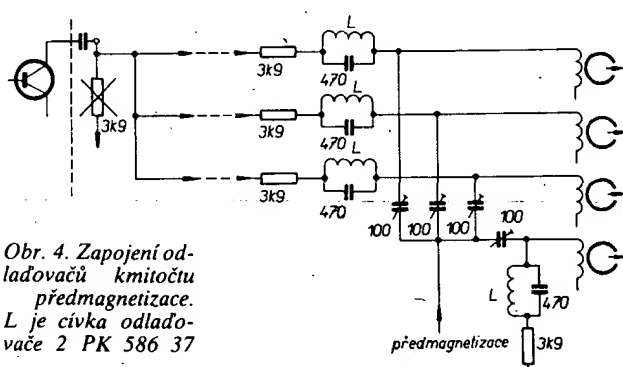 L
3k9
470
L
3k9
3k9
470
L
3k9
470
100
100
100
100
L
470
3k9
předmagnetizace
Obr. 4. Zapojení od-
laďovačů kmitočtu
předmagnetizace.
L je cívka odlaďo-
vače 2 PK 586 37